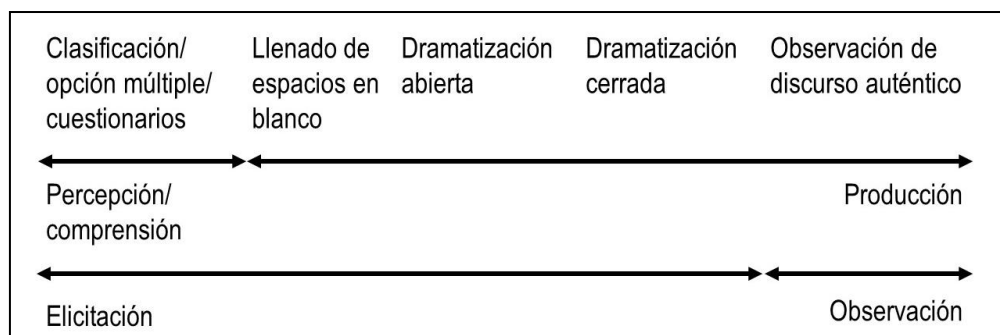 Clasificación/
opción múltiple/
cuestionarios
Llenado de
espacios en
blanco
Dramatización
abierta
Dramatización
cerrada
Observación de
discurso auténtico
Percepción/
comprensión
Producción
Elicitación
Observación